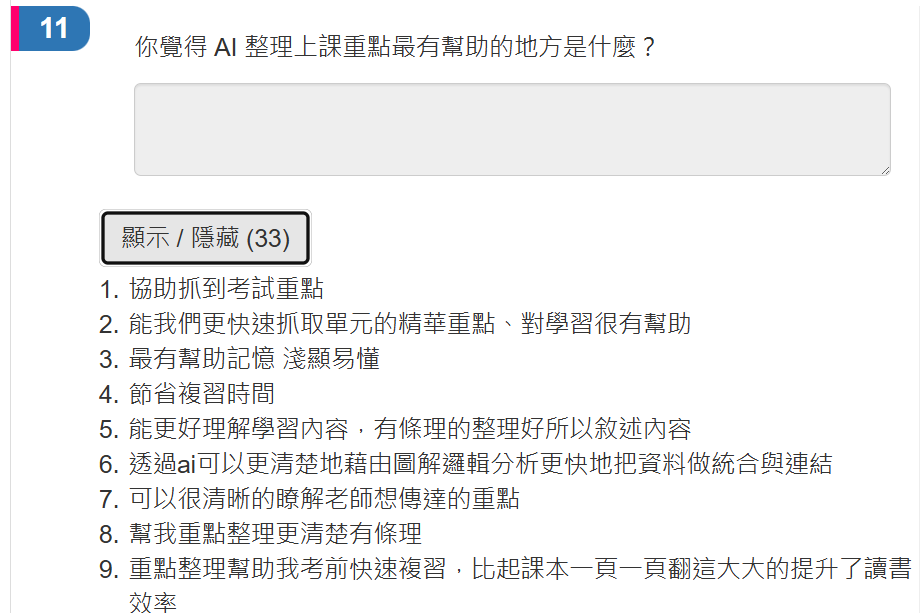 11
你覺得 AI 整理上課重點最有幫助的地方是什麼？
顯示 / 隱藏 (33)
1. 協助抓到考試重點
2. 能我們更快速抓取單元的精華重點、對學習很有幫助
3. 最有幫助記憶 淺顯易懂
4. 節省複習時間
5. 能更好理解學習內容，有條理的整理好所以敘述內容
6. 透過ai可以更清楚地藉由圖解邏輯分析更快地把資料做統合與連結
7. 可以很清晰的瞭解老師想傳達的重點
8. 幫我重點整理更清楚有條理
9. 重點整理幫助我考前快速複習，比起課本一頁一頁翻這大大的提升了讀書
效率